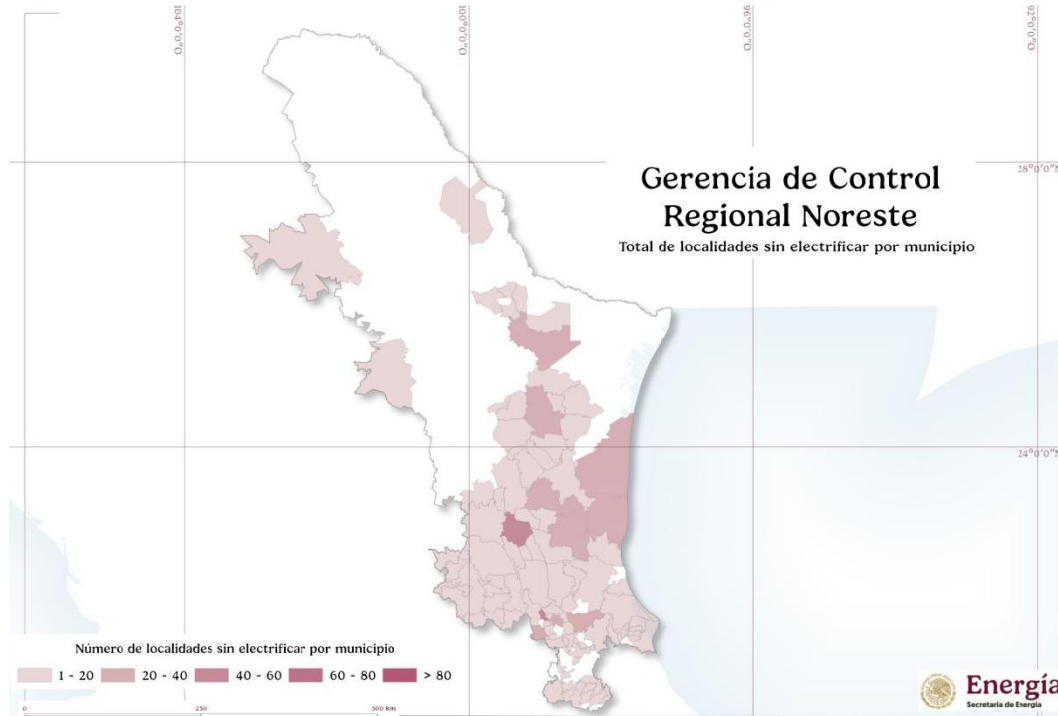 104°0'0"O
100°0'0"O
96°0'0"O
92°0'0"O
28°0'0"N
Gerencia de Control
Regional Noreste
Total de localidades sin electrificar por municipio
24°0'0"N
Número de localidades sin electrificar por municipio
1 - 20
20 - 40
40 - 60
60 - 80
> 80
0
250
500 km
Energía
Secretaría de Energía